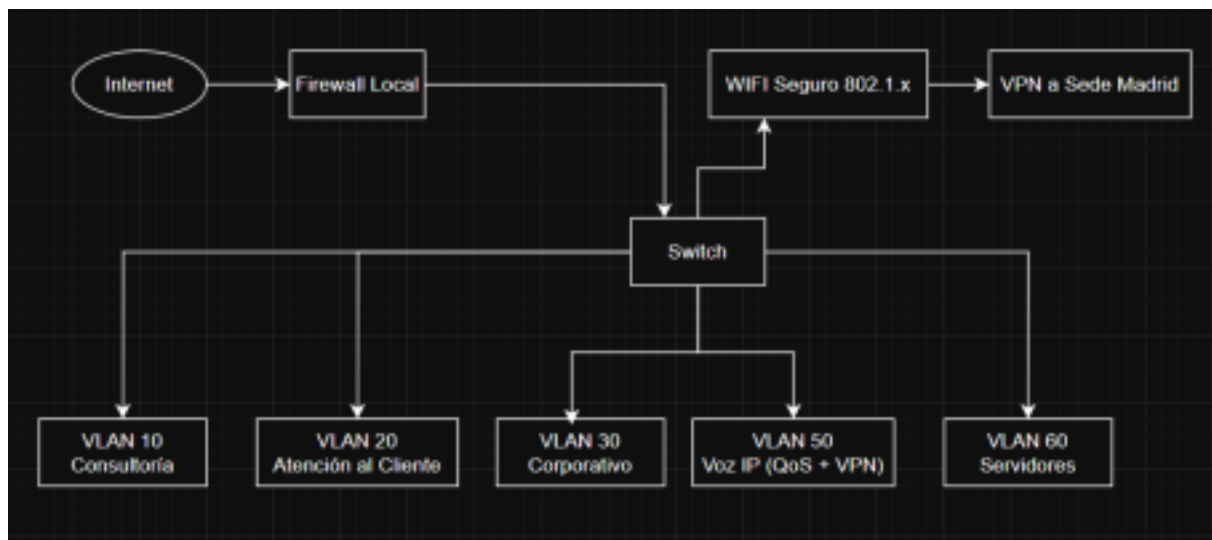 Internet
Firewall Local
WIFI Seguro 802.1.x
VPN a Sede Madrid
Switch
VLAN 10
Consultoría
VLAN 20
Atención al Cliente
VLAN 30
Corporativo
VLAN 50
Voz IP (QoS + VPN)
VLAN 60
Servidores